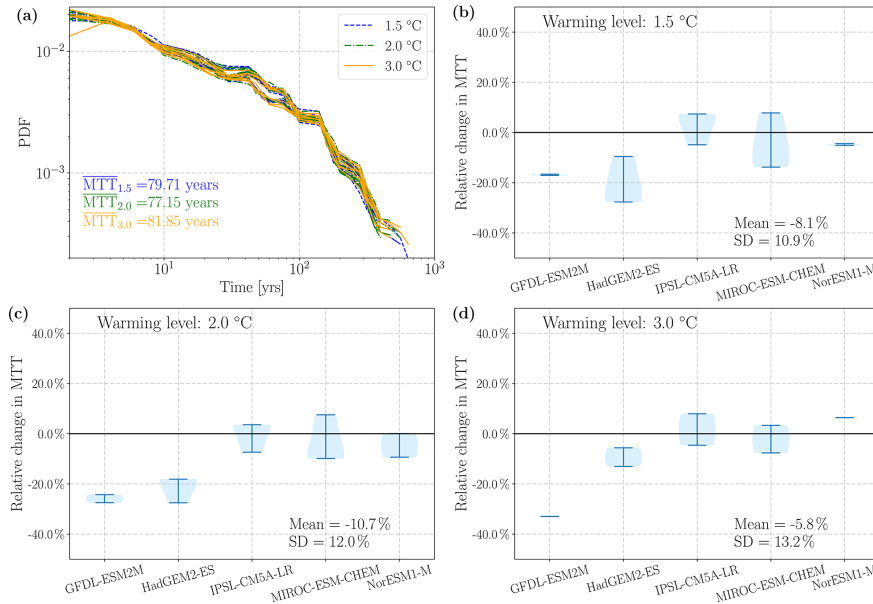 (a)
1.5 °C
2.0 °C
3.0 °C
10⁻²
10⁻³
PDF
MTT₁.₅ =79.71 years
MTT₂.₀ =77.15 years
MTT₃.₀ =81.85 years
10¹
10²
10³
Time [yrs]
(b)
Warming level: 1.5 °C
40.0%
20.0%
0.0%
-20.0%
-40.0%
Relative change in MTT
Mean = -8.1%
SD = 10.9%
GFDL-ESM2M
HadGEM2-ES
IPSL-CM5A-LR
MIROC-ESM-CHEM
NorESM1-M
(c)
Warming level: 2.0 °C
40.0%
20.0%
0.0%
-20.0%
-40.0%
Relative change in MTT
Mean = -10.7%
SD = 12.0%
GFDL-ESM2M
HadGEM2-ES
IPSL-CM5A-LR
MIROC-ESM-CHEM
NorESM1-M
(d)
Warming level: 3.0 °C
40.0%
20.0%
0.0%
-20.0%
-40.0%
Relative change in MTT
Mean = -5.8%
SD = 13.2%
GFDL-ESM2M
HadGEM2-ES
IPSL-CM5A-LR
MIROC-ESM-CHEM
NorESM1-M